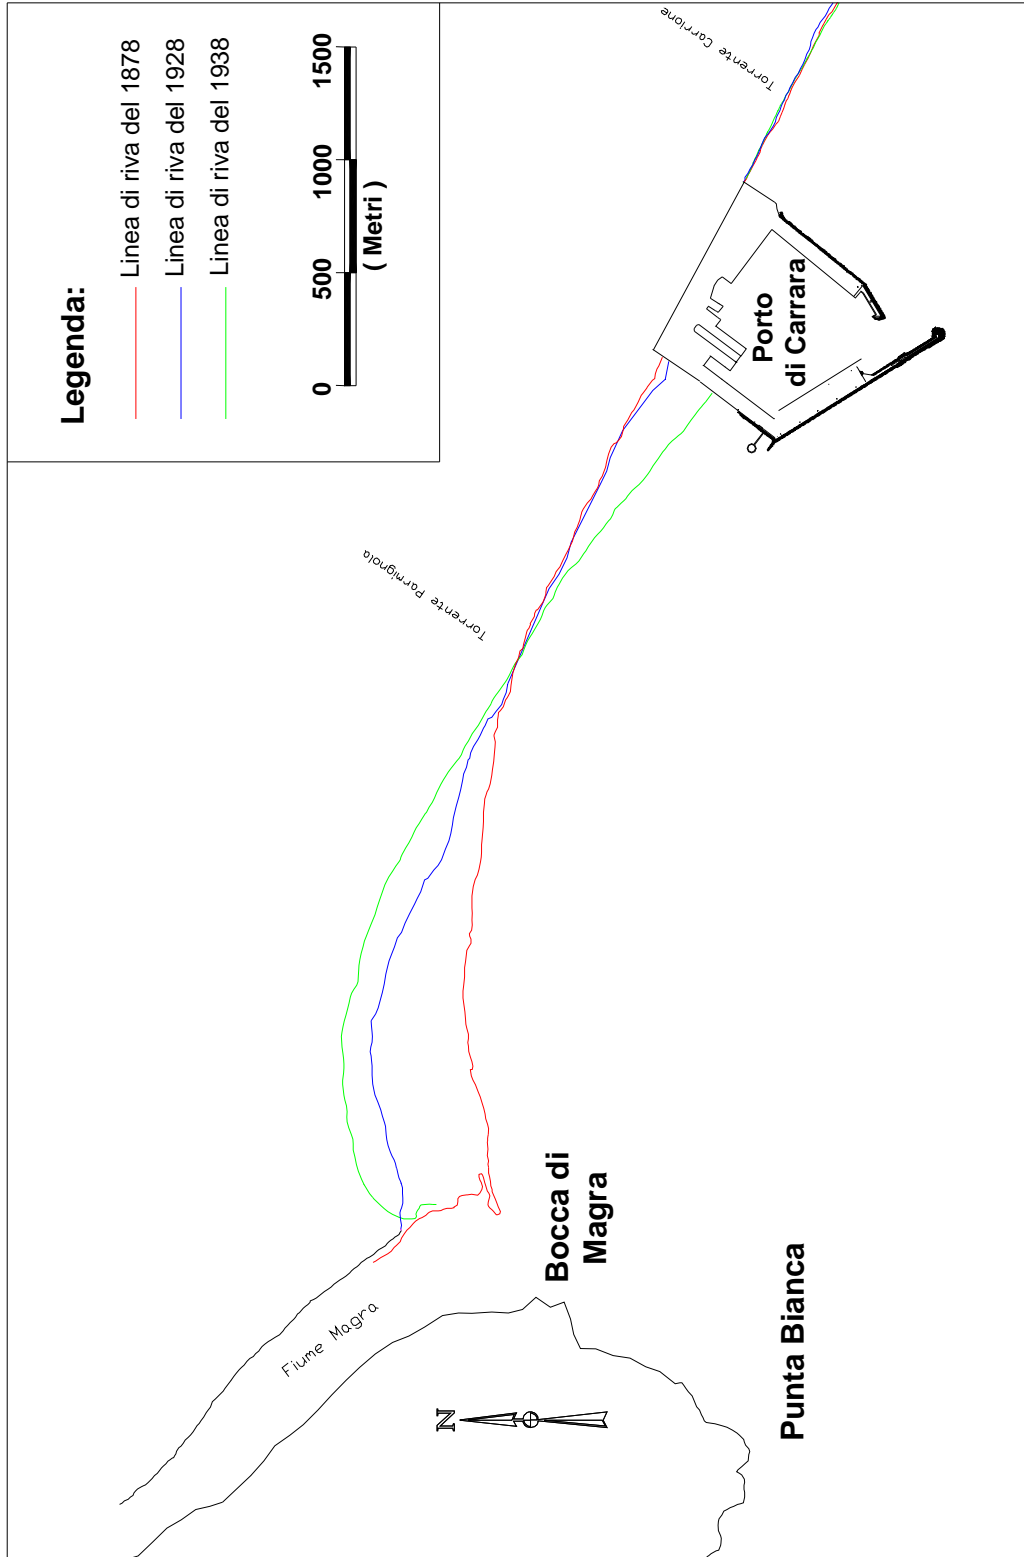 Legenda:
Linea di riva del 1878
Linea di riva del 1928
Linea di riva del 1938
0 500 1000 1500
( Metri )
Torrente Carrione
Torrente Parmignola
Porto
di Carrara
Fiume Magra
Bocca di
Magra
N
Punta Bianca